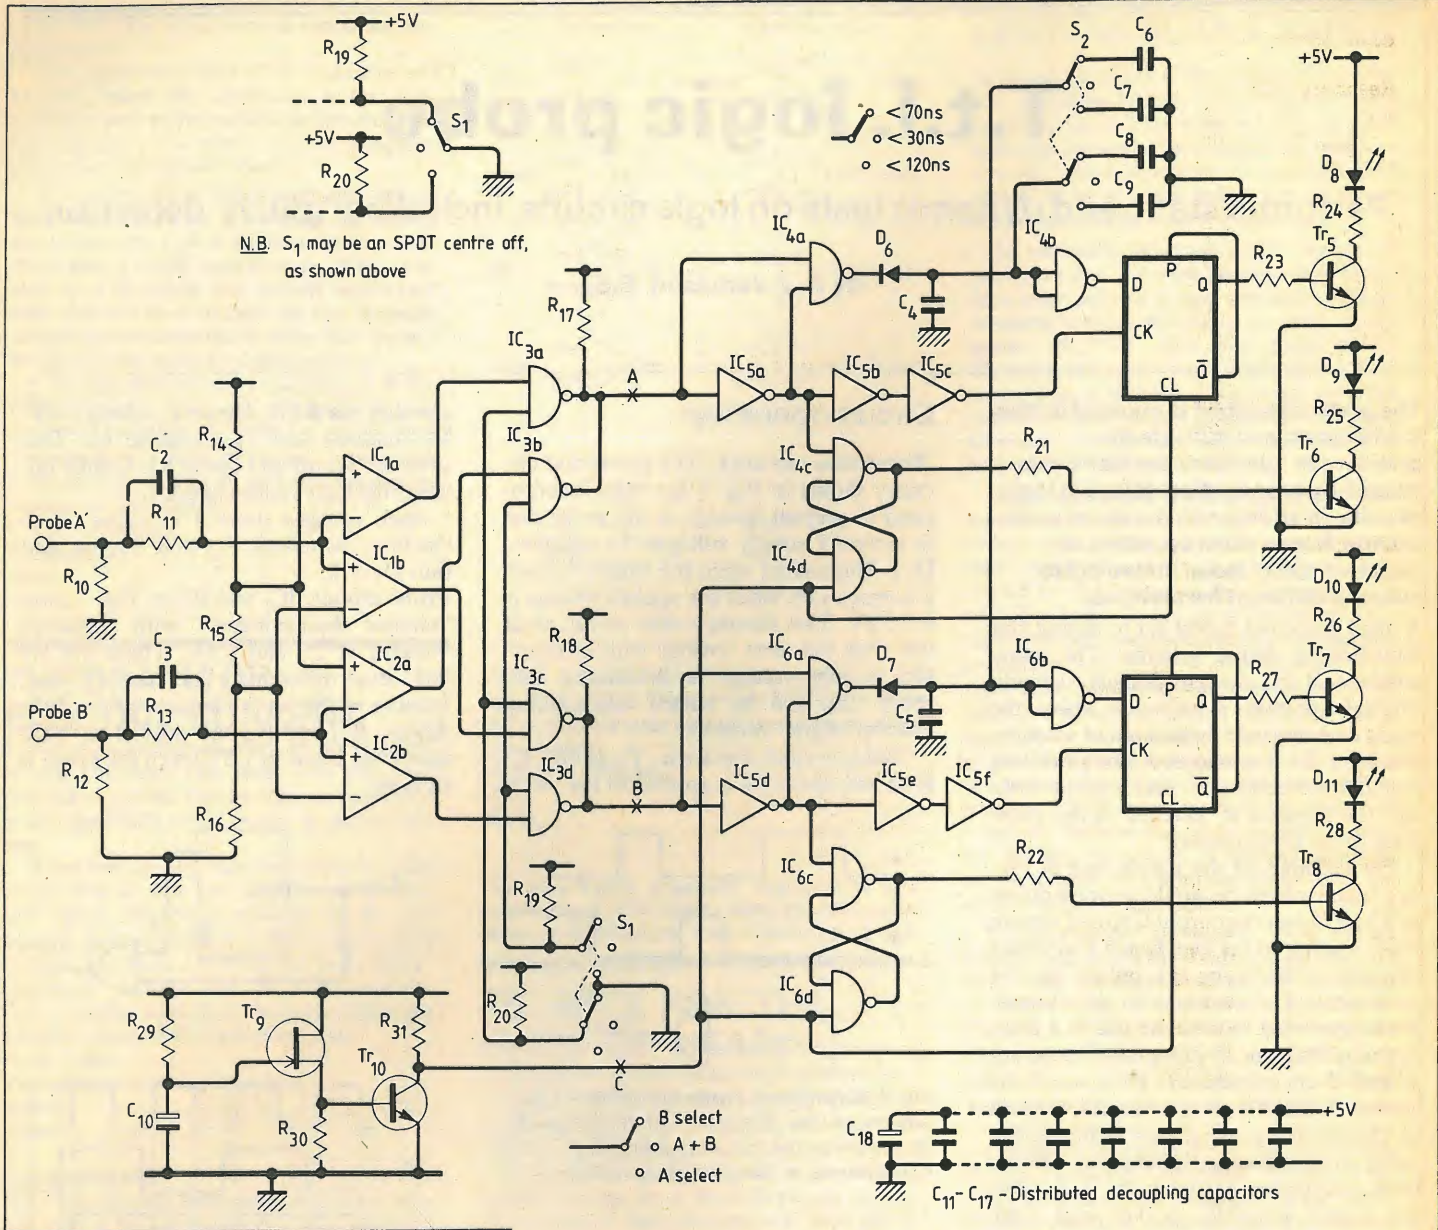 +5V
R19
+5V
R20
S1
N.B. S1 may be an SPDT centre off,
as shown above
< 70ns
< 30ns
< 120ns
S2
C6
C7
C8
C9
+5V
D8
R24
Tr5
IC4a
D6
C4
IC4b
P
D
Q
CK
Q̅
CL
R23
R17
IC3a
A
IC3b
IC5a
IC5b
IC5c
D9
R25
Tr6
R21
IC4c
IC4d
R14
C2
R11
Probe 'A'
R10
IC1a
+
−
IC1b
+
−
R15
C3
R13
Probe 'B'
R12
R16
IC2a
+
−
IC2b
+
−
R18
IC3c
IC3d
B
IC6a
D7
C5
IC6b
P
D
Q
CK
Q̅
CL
R27
D10
R26
Tr7
IC5d
IC5e
IC5f
D11
R28
Tr8
R22
IC6c
IC6d
R19
S1
R20
C
R29
Tr9
R31
Tr10
C10
R30
B select
A + B
A select
C18
+5V
C11 - C17 - Distributed decoupling capacitors